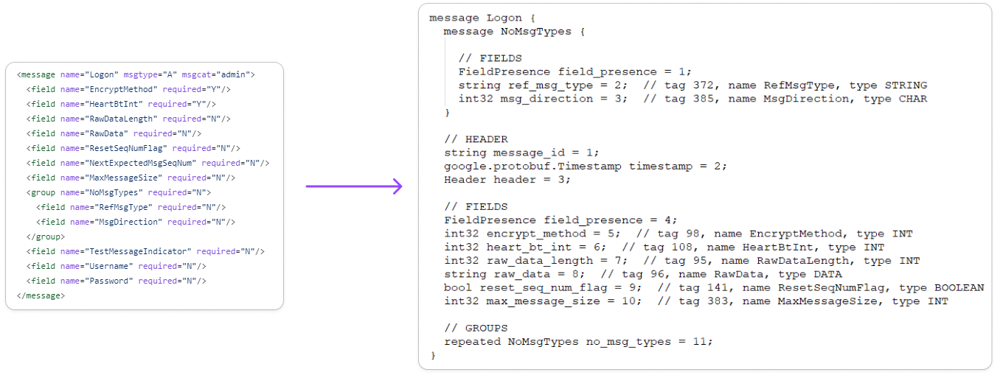 <message name="Logon" msgtype="A" msgcat="admin">
<field name="EncryptMethod" required="Y"/>
<field name="HeartBtInt" required="Y"/>
<field name="RawDataLength" required="N"/>
<field name="RawData" required="N"/>
<field name="ResetSeqNumFlag" required="N"/>
<field name="NextExpectedMsgSeqNum" required="N"/>
<field name="MaxMessageSize" required="N"/>
<group name="NoMsgTypes" required="N">
<field name="RefMsgType" required="N"/>
<field name="MsgDirection" required="N"/>
</group>
<field name="TestMessageIndicator" required="N"/>
<field name="Username" required="N"/>
<field name="Password" required="N"/>
</message>
message Logon {
message NoMsgTypes {
// FIELDS
FieldPresence field_presence = 1;
string ref_msg_type = 2;  // tag 372, name RefMsgType, type STRING
int32 msg_direction = 3;  // tag 385, name MsgDirection, type CHAR
}
// HEADER
string message_id = 1;
google.protobuf.Timestamp timestamp = 2;
Header header = 3;
// FIELDS
FieldPresence field_presence = 4;
int32 encrypt_method = 5;  // tag 98, name EncryptMethod, type INT
int32 heart_bt_int = 6;  // tag 108, name HeartBtInt, type INT
int32 raw_data_length = 7;  // tag 95, name RawDataLength, type INT
string raw_data = 8;  // tag 96, name RawData, type DATA
bool reset_seq_num_flag = 9;  // tag 141, name ResetSeqNumFlag, type BOOLEAN
int32 max_message_size = 10;  // tag 383, name MaxMessageSize, type INT
// GROUPS
repeated NoMsgTypes no_msg_types = 11;
}